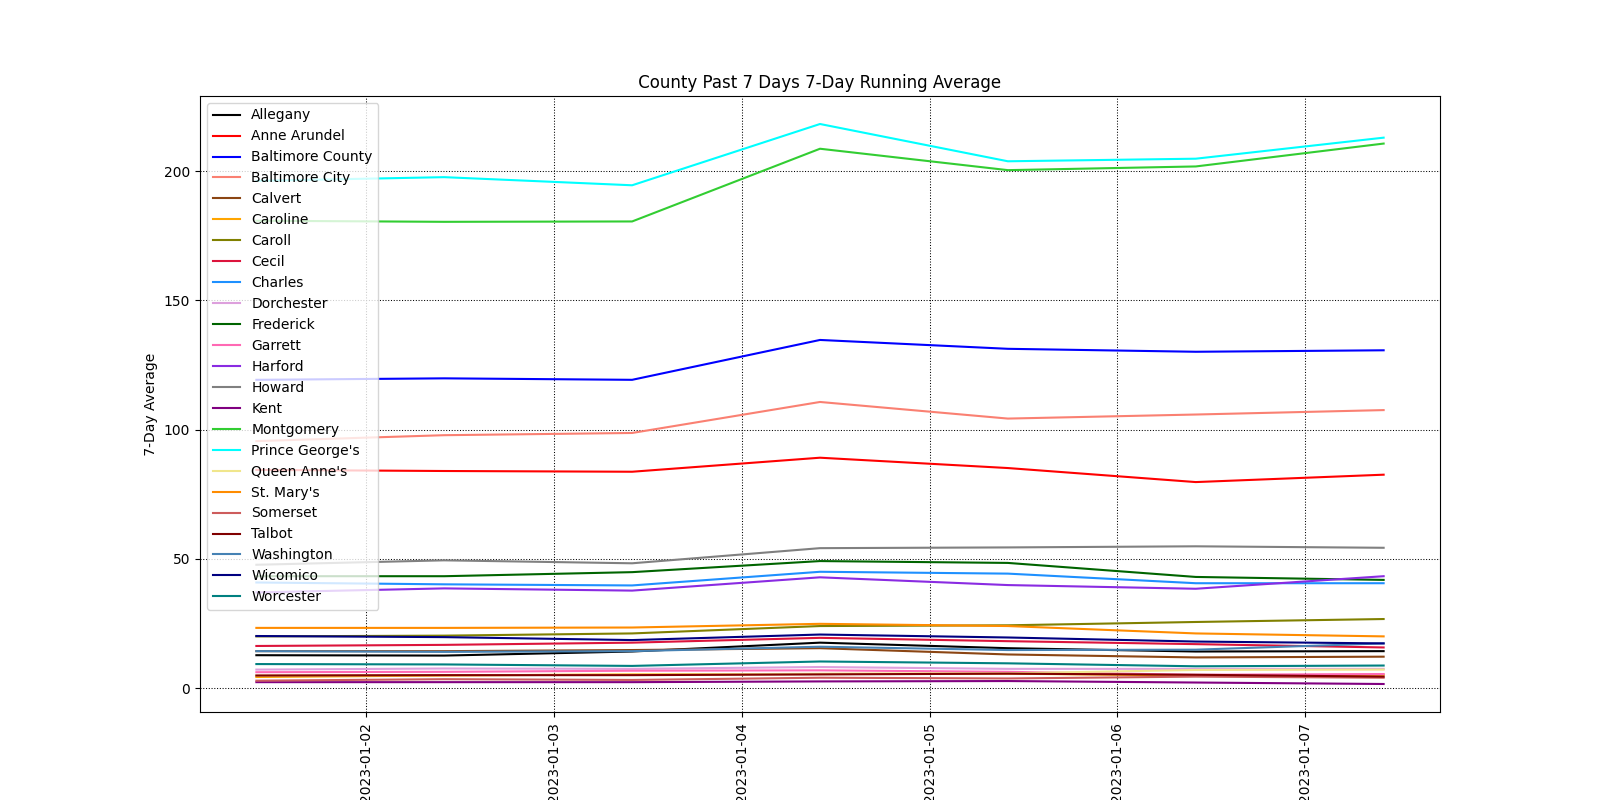 County Past 7 Days 7-Day Running Average
Allegany
Anne Arundel
Baltimore County
Baltimore City
Calvert
Caroline
Caroll
Cecil
Charles
Dorchester
Frederick
Garrett
Harford
Howard
Kent
Montgomery
Prince George's
Queen Anne's
St. Mary's
Somerset
Talbot
Washington
Wicomico
Worcester
7-Day Average
200
150
100
50
0
2023-01-02
2023-01-03
2023-01-04
2023-01-05
2023-01-06
2023-01-07